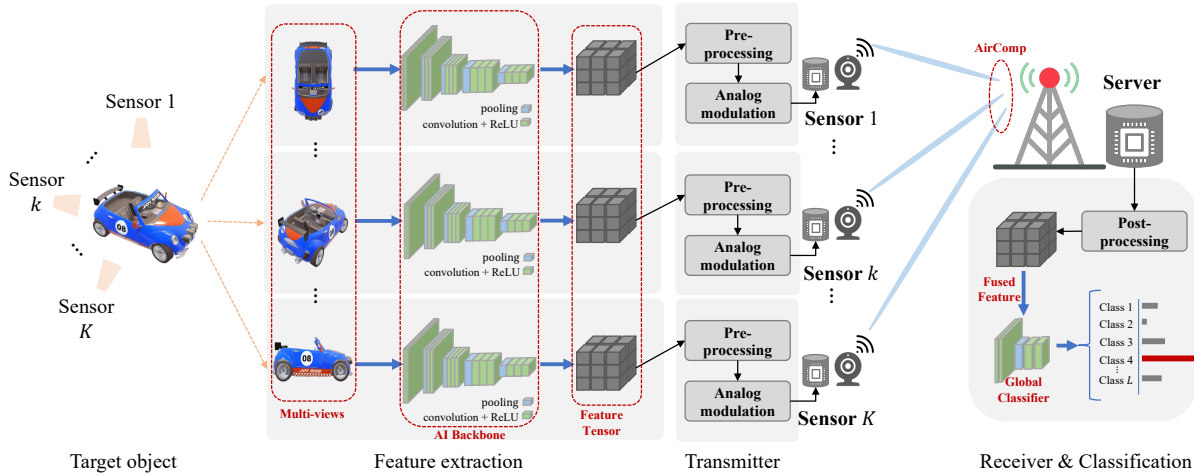 Sensor 1
Sensor
k
Sensor
K
08
08
08
JOY RIDE
Multi-views
pooling
convolution + ReLU
pooling
convolution + ReLU
pooling
convolution + ReLU
AI Backbone
Feature
Tensor
Pre-
processing
Analog
modulation
Sensor 1
Pre-
processing
Analog
modulation
Sensor k
Pre-
processing
Analog
modulation
Sensor K
AirComp
Server
Post-
processing
Fused
Feature
Global
Classifier
Class 1
Class 2
Class 3
Class 4
Class L
Target object
Feature extraction
Transmitter
Receiver & Classification